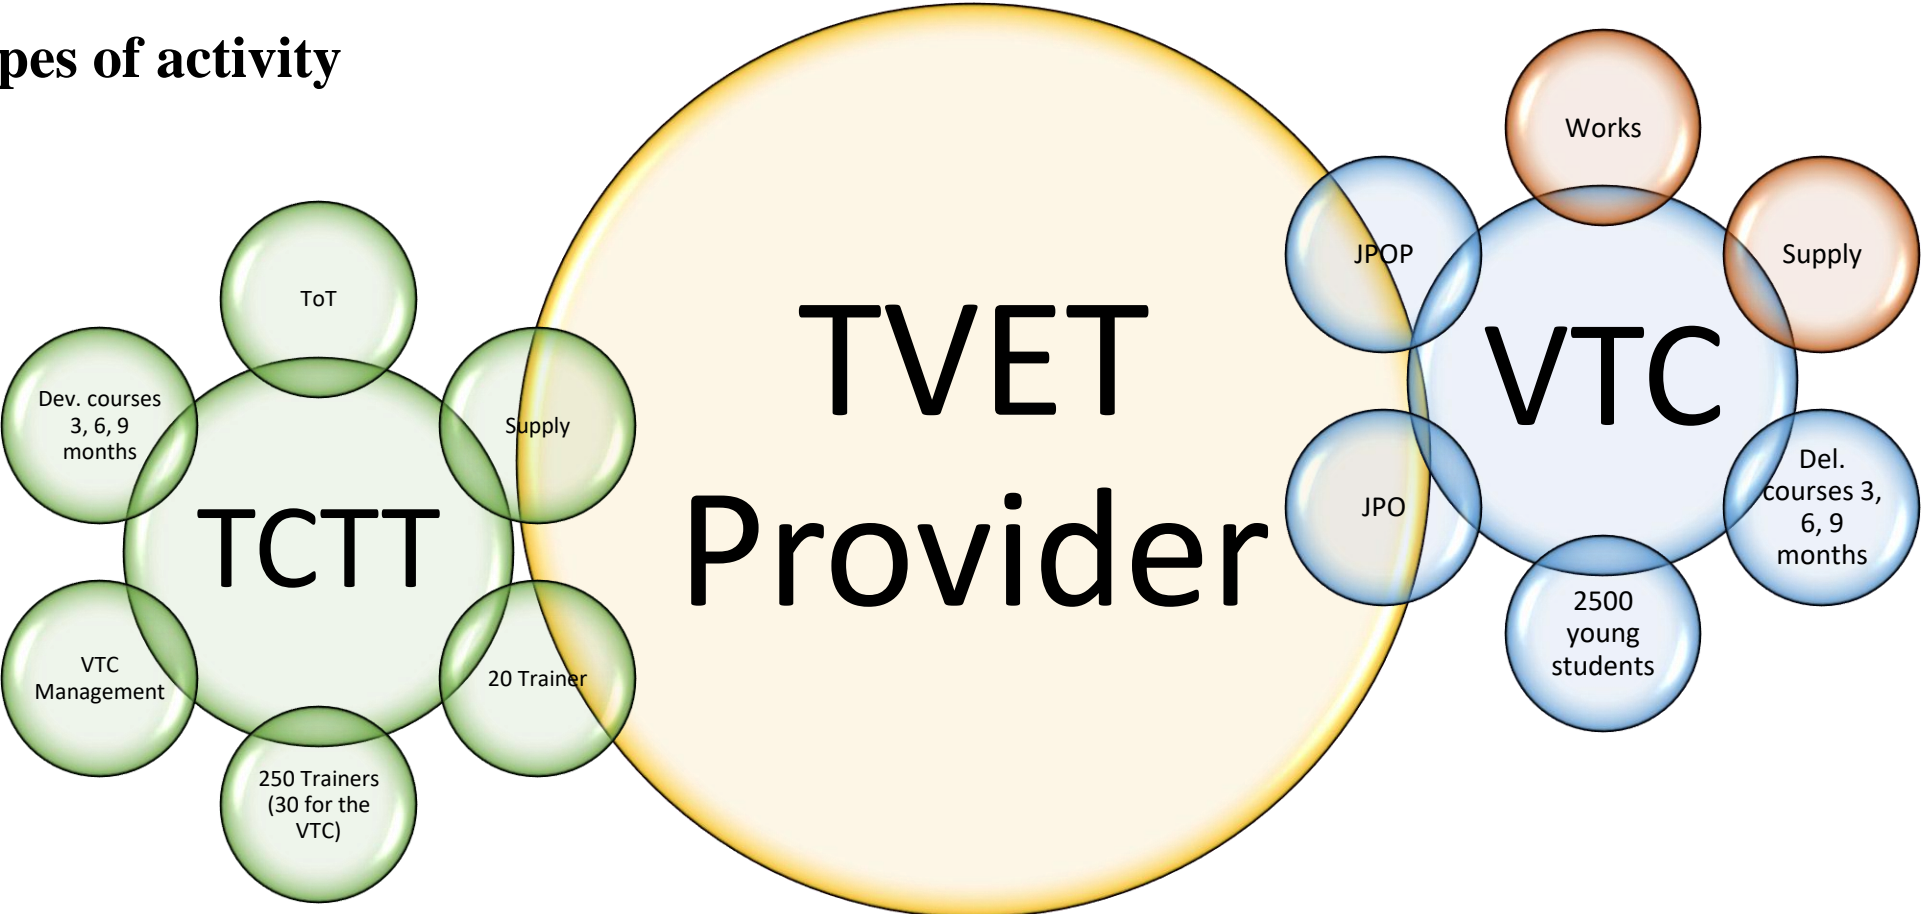 pes of activity
ToT
Dev. courses
3, 6, 9
months
Supply
TCTT
VTC
Management
20 Trainer
250 Trainers
(30 for the
VTC)
TVET
Provider
Works
JPOP
Supply
VTC
JPO
Del.
courses 3,
6, 9
months
2500
young
students